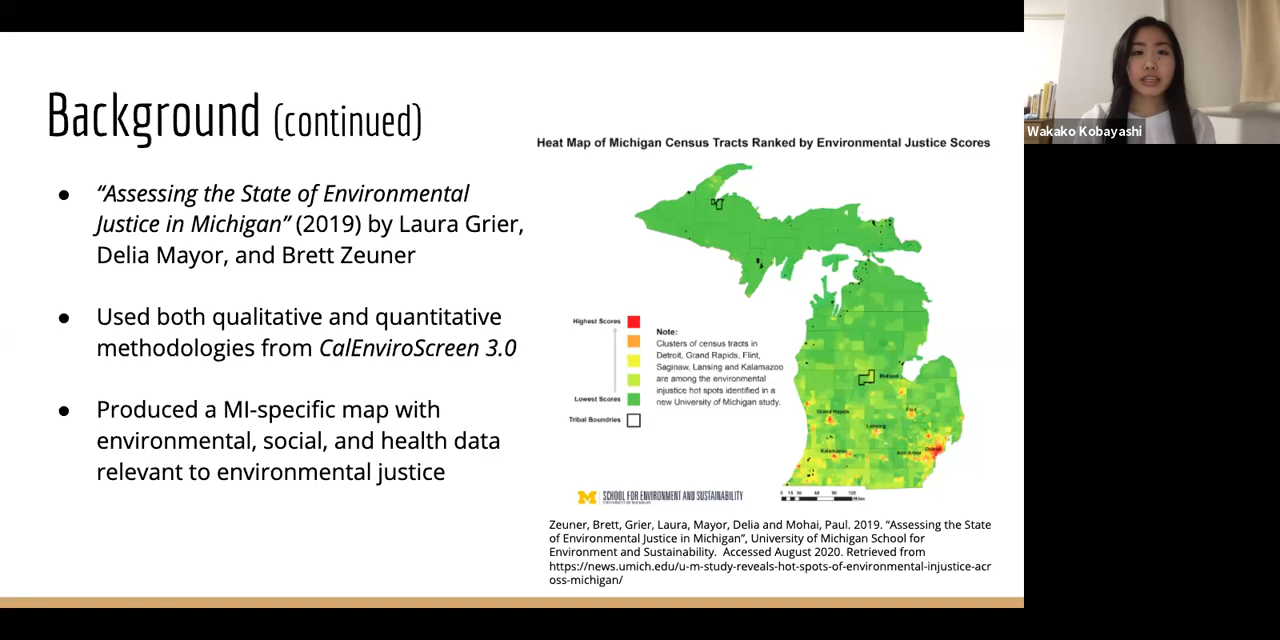 Background (continued)
● “Assessing the State of Environmental
Justice in Michigan” (2019) by Laura Grier,
Delia Mayor, and Brett Zeuner
● Used both qualitative and quantitative
methodologies from CalEnviroScreen 3.0
● Produced a MI-specific map with
environmental, social, and health data
relevant to environmental justice
Heat Map of Michigan Census Tracts Ranked by Environmental Justice Scores
Highest Scores
Lowest Scores
Tribal Boundries
Note:
Clusters of census tracts in
Detroit, Grand Rapids, Flint,
Saginaw, Lansing and Kalamazoo
are among the environmental
injustice hot spots identified in a
new University of Michigan study.
Midland
Grand Rapids
Flint
Lansing
Kalamazoo
Ann Arbor
Detroit
M SCHOOL FOR ENVIRONMENT AND SUSTAINABILITY
UNIVERSITY OF MICHIGAN
Zeuner, Brett, Grier, Laura, Mayor, Delia and Mohai, Paul. 2019. “Assessing the State
of Environmental Justice in Michigan”, University of Michigan School for
Environment and Sustainability. Accessed August 2020. Retrieved from
https://news.umich.edu/u-m-study-reveals-hot-spots-of-environmental-injustice-acr
oss-michigan/
Wakako Kobayashi